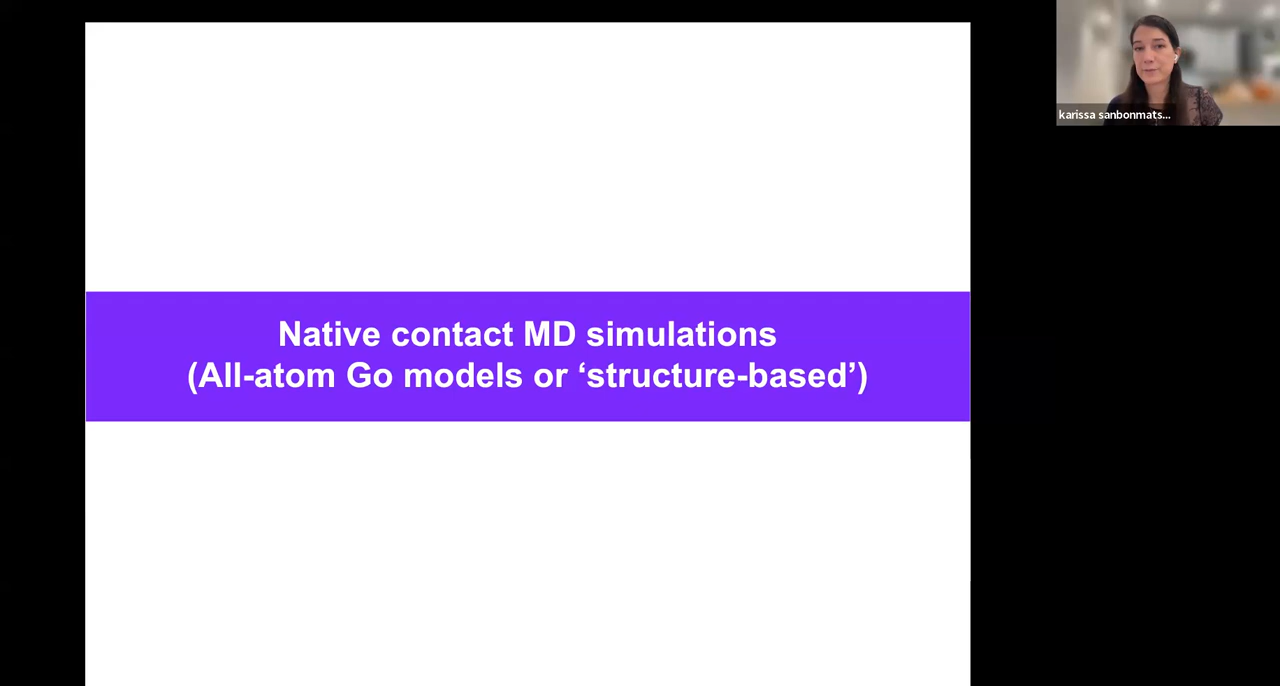 Native contact MD simulations
(All-atom Go models or ‘structure-based’)
karissa sanbonmats...